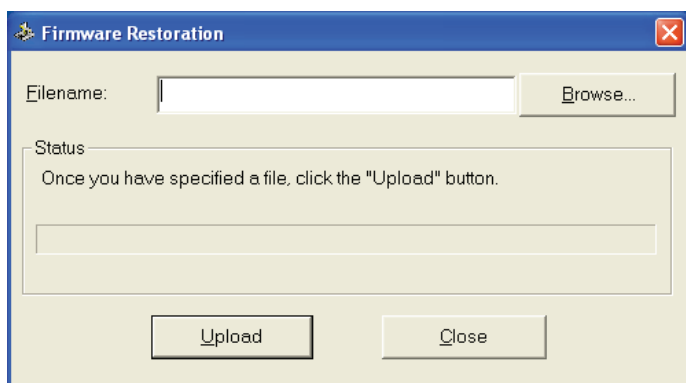 Firmware Restoration
Filename:
Browse...
Status
Once you have specified a file, click the "Upload" button.
Upload
Close